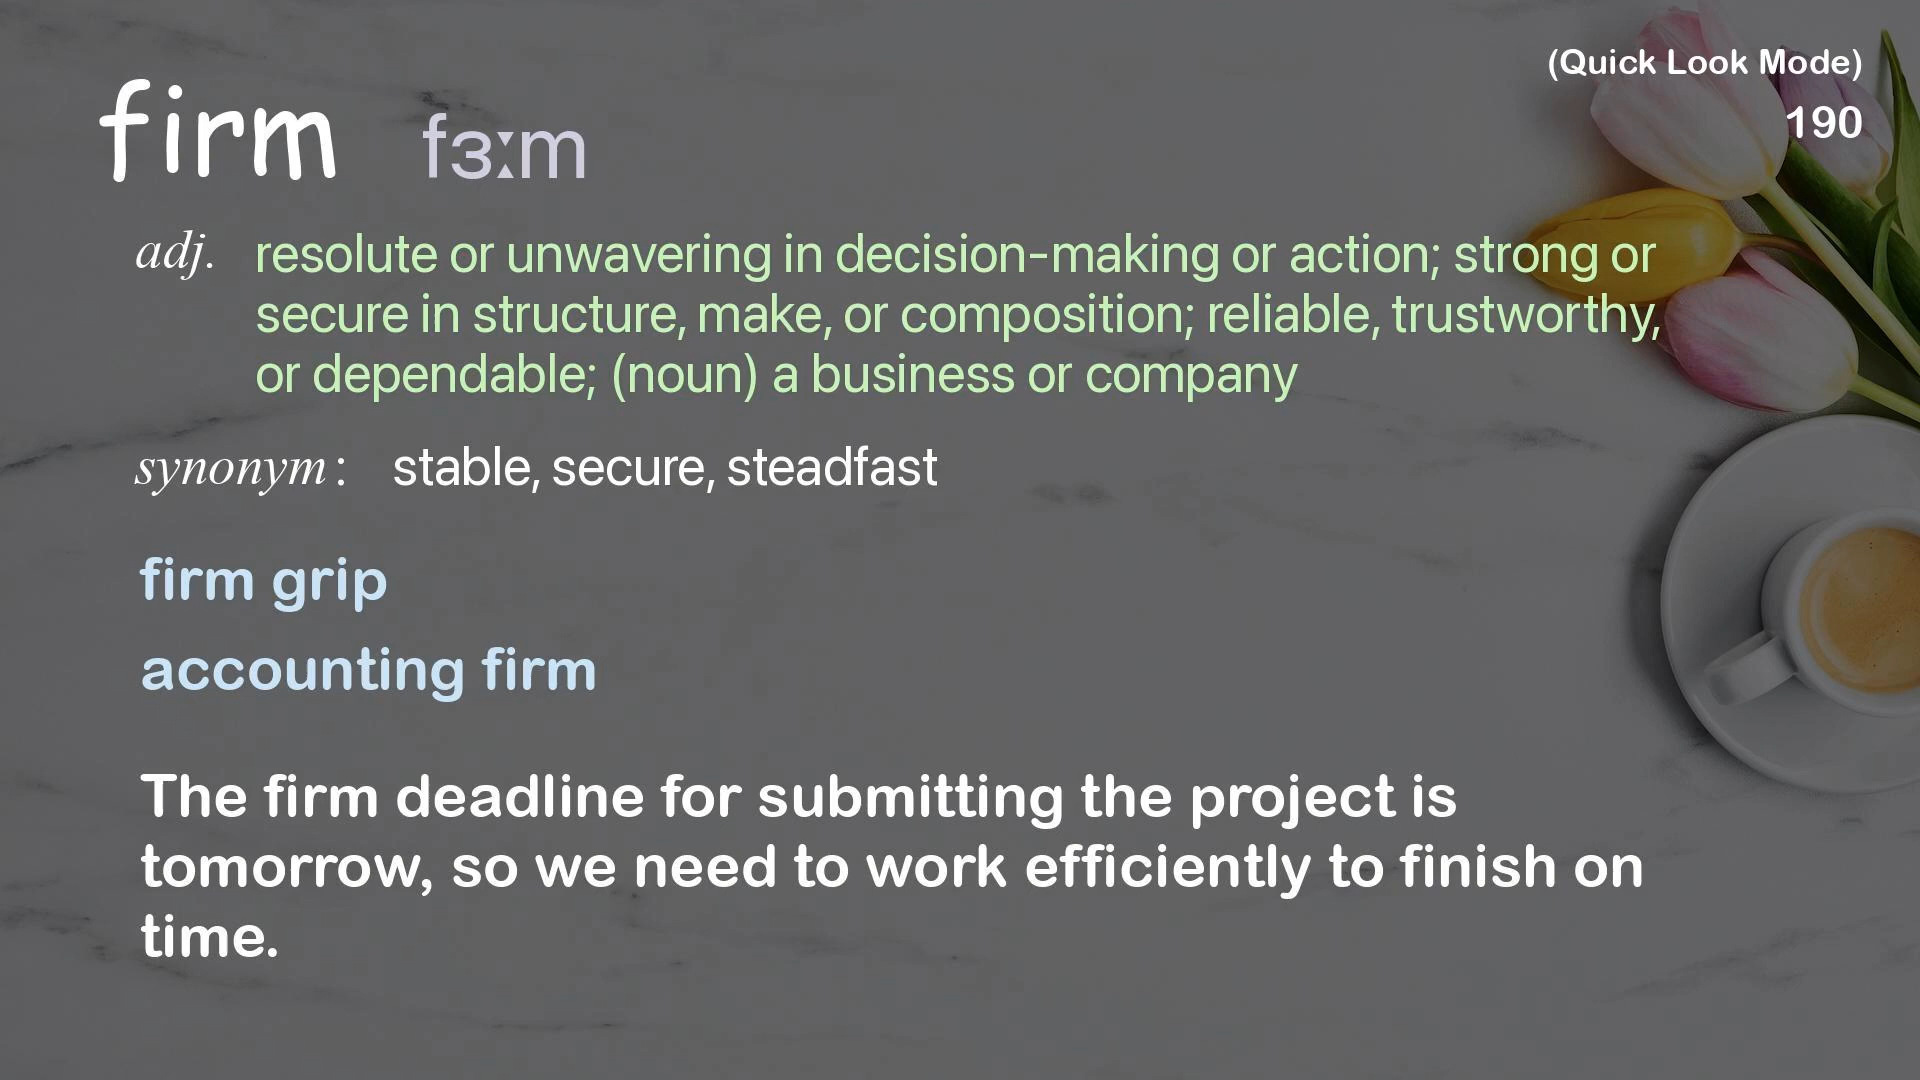 (Quick Look Mode)
190
firm fɜːm
adj. resolute or unwavering in decision-making or action; strong or
secure in structure, make, or composition; reliable, trustworthy,
or dependable; (noun) a business or company
synonym: stable, secure, steadfast
firm grip
accounting firm
The firm deadline for submitting the project is
tomorrow, so we need to work efficiently to finish on
time.